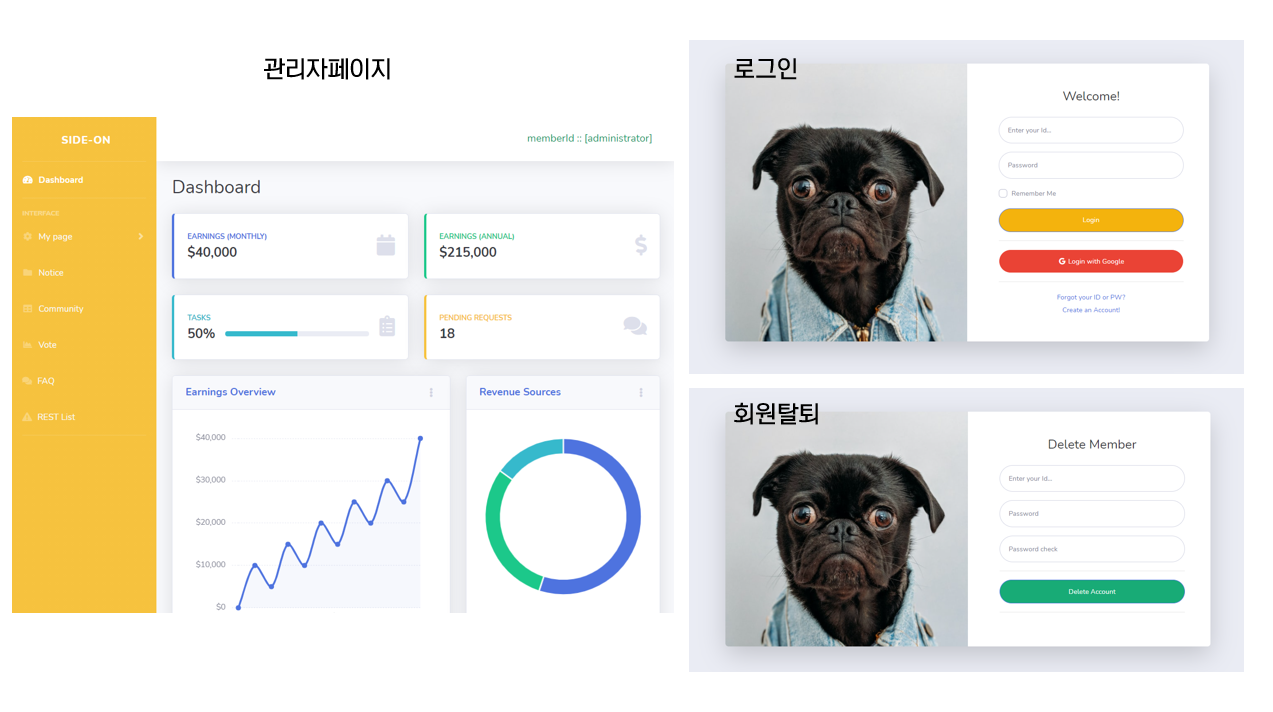 관리자페이지
SIDE-ON
Dashboard
INTERFACE
My page
Notice
Community
Vote
FAQ
REST List
memberId :: [administrator]
Dashboard
EARNINGS (MONTHLY)
$40,000
EARNINGS (ANNUAL)
$215,000
TASKS
50%
PENDING REQUESTS
18
Earnings Overview
$40,000
$30,000
$20,000
$10,000
$0
Revenue Sources
로그인
Welcome!
Enter your Id...
Password
Remember Me
Login
G Login with Google
Forgot your ID or PW?
Create an Account!
회원탈퇴
Delete Member
Enter your Id...
Password
Password check
Delete Account